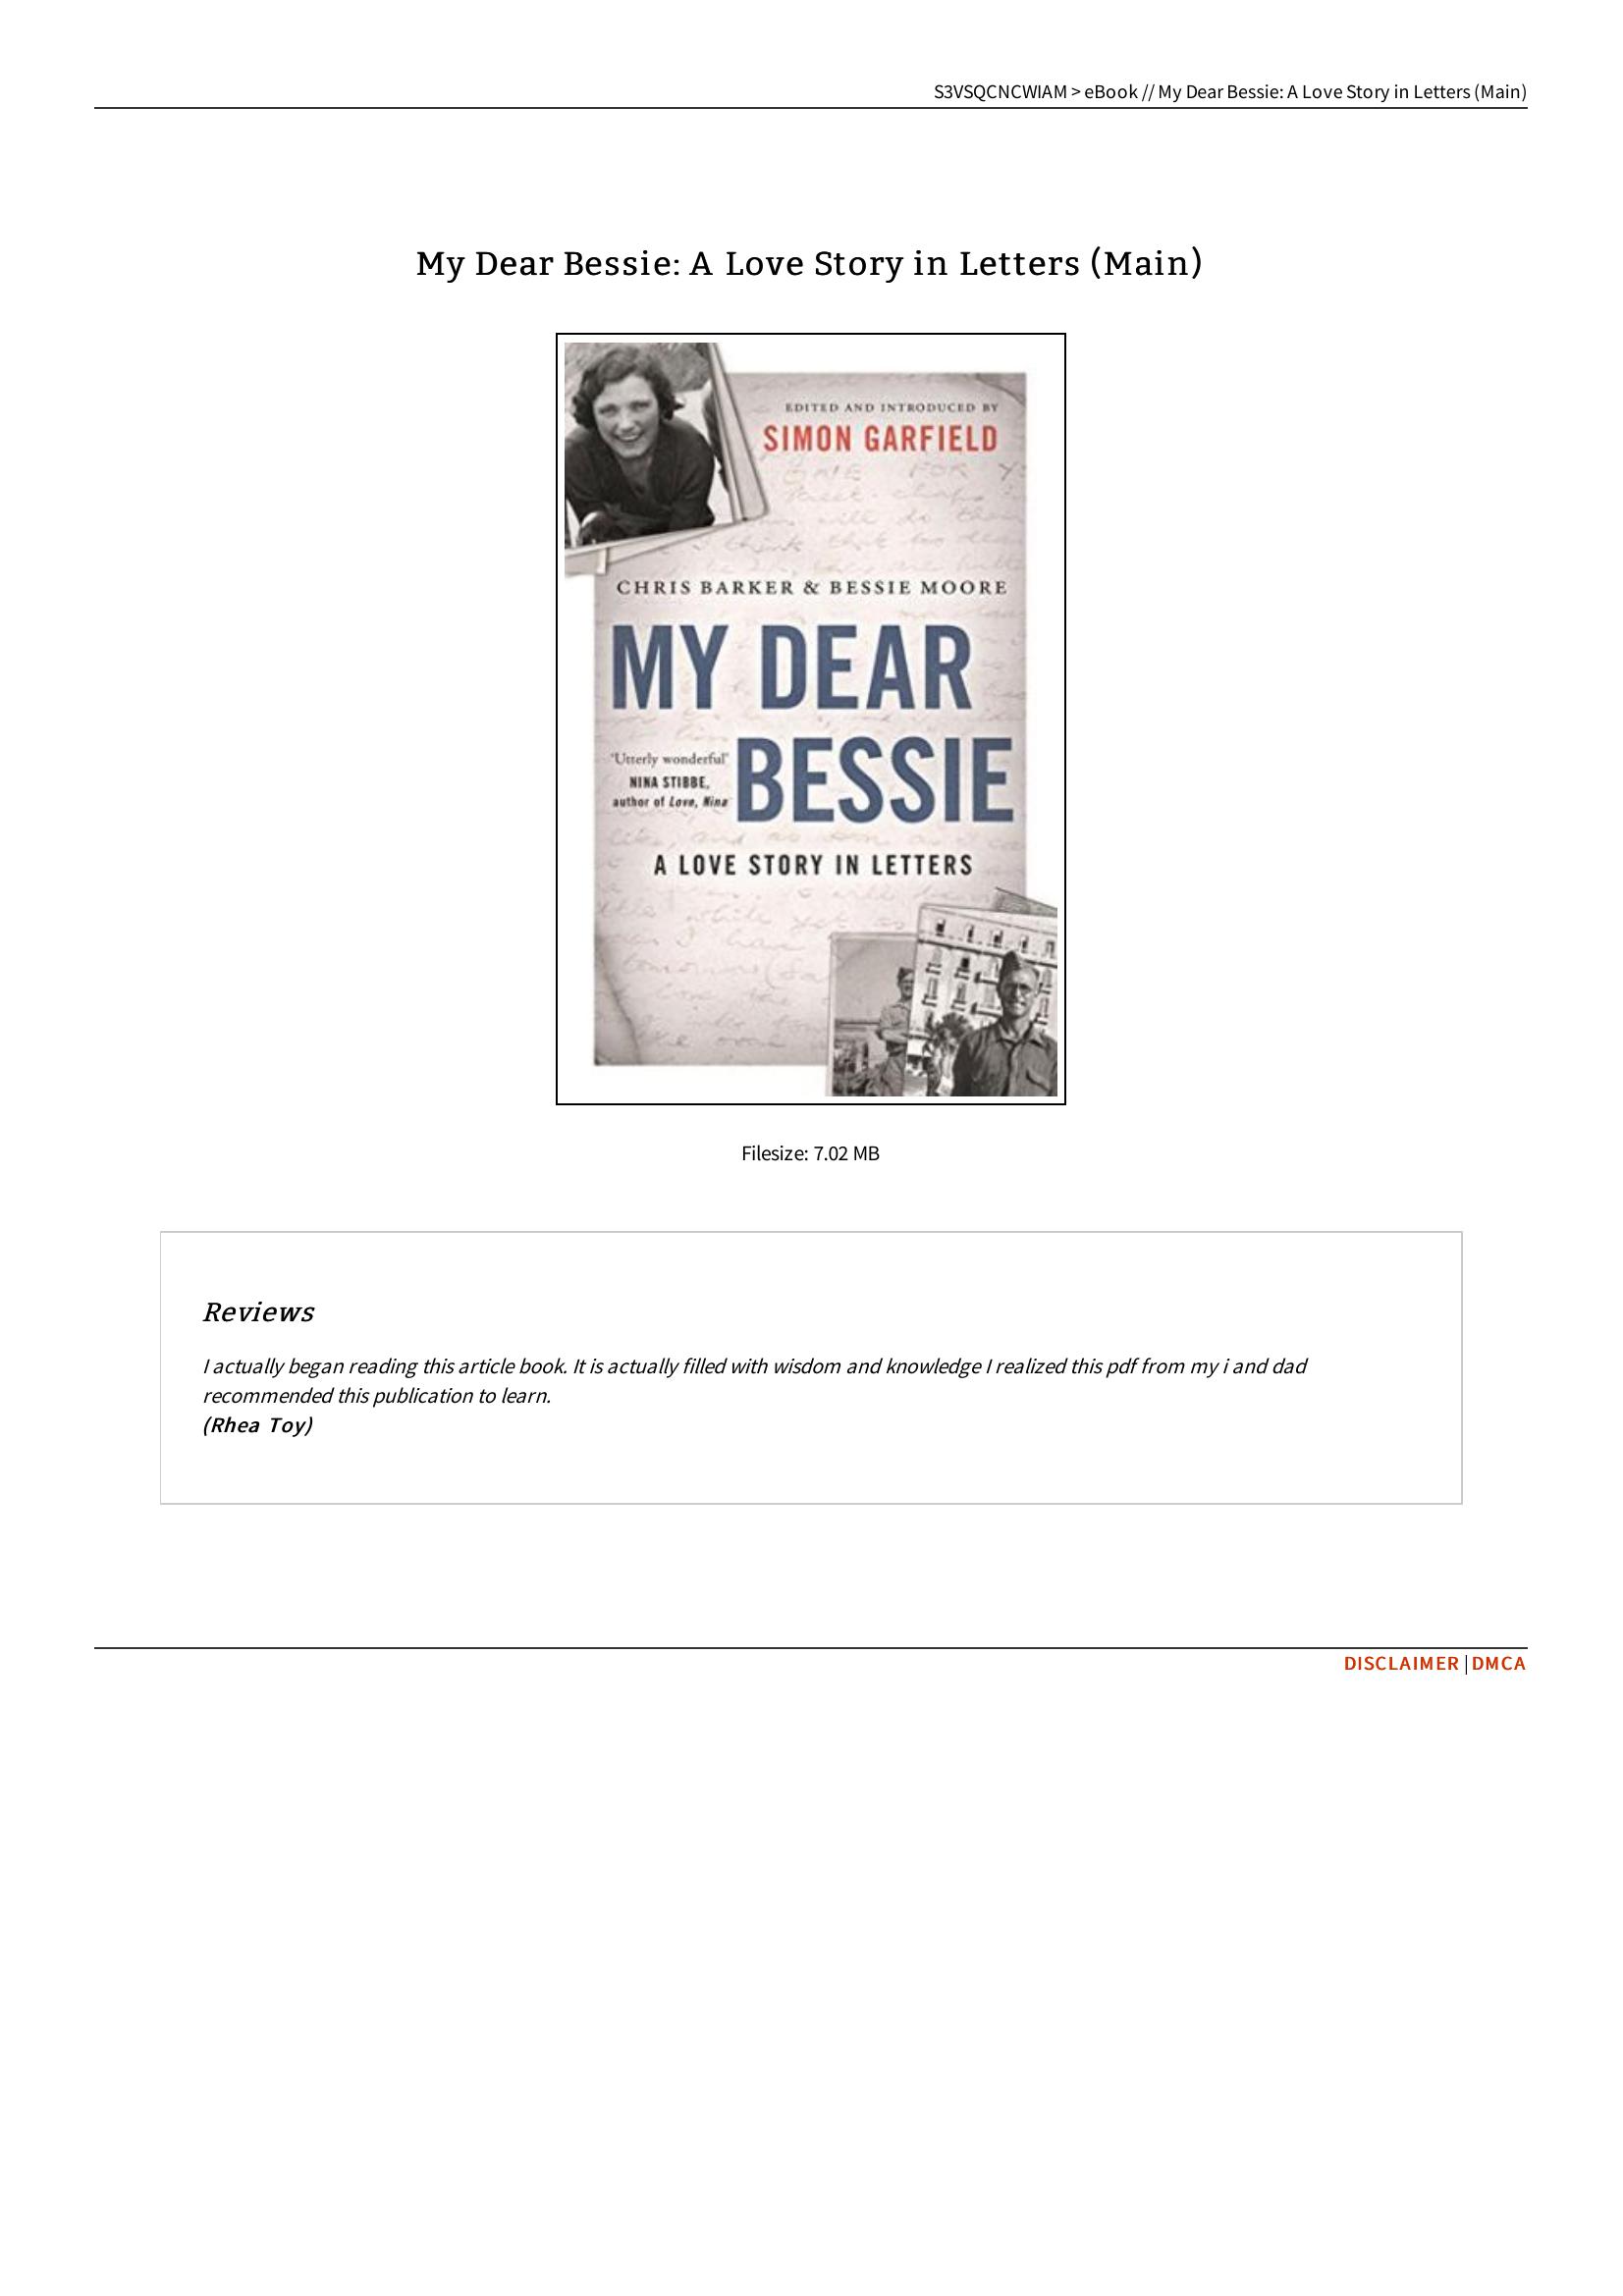 S3VSQCNCWIAM > eBook // My Dear Bessie: A Love Story in Letters (Main)
My Dear Bessie: A Love Story in Letters (Main)
EDITED AND INTRODUCED BY
SIMON GARFIELD
CHRIS BARKER & BESSIE MOORE
MY DEAR
BESSIE
'Utterly wonderful'
NINA STIBBE,
author of Love, Nina
A LOVE STORY IN LETTERS
Filesize: 7.02 MB
Reviews
I actually began reading this article book. It is actually filled with wisdom and knowledge I realized this pdf from my i and dad
recommended this publication to learn.
(Rhea Toy)
DISCLAIMER | DMCA